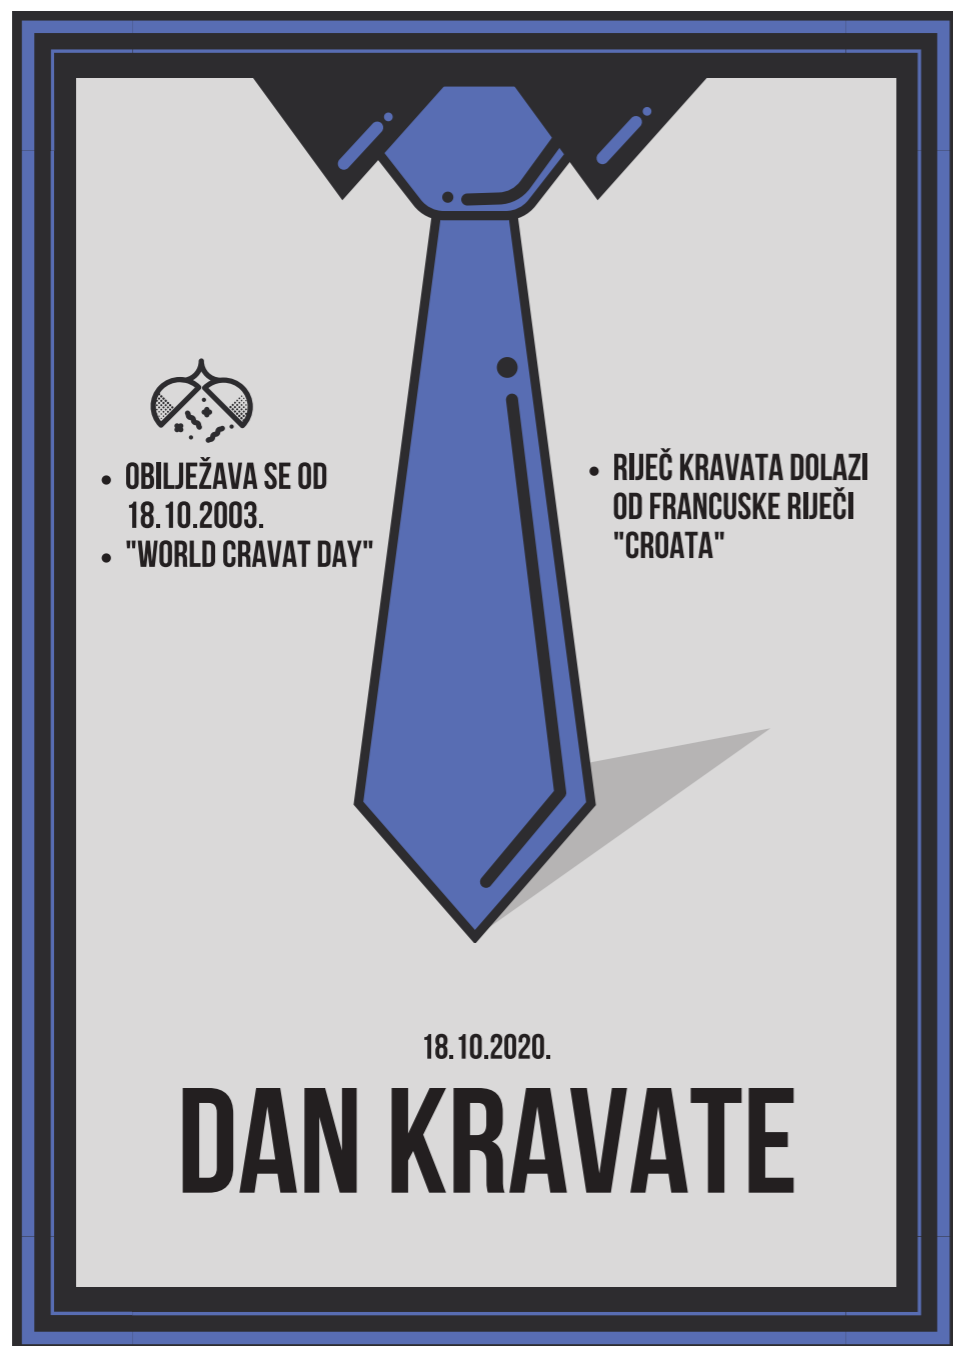 • OBILJEŽAVA SE OD
18.10.2003.
• "WORLD CRAVAT DAY"
• RIJEČ KRAVATA DOLAZI
OD FRANCUSKE RIJEČI
"CROATA"
18.10.2020.
DAN KRAVATE